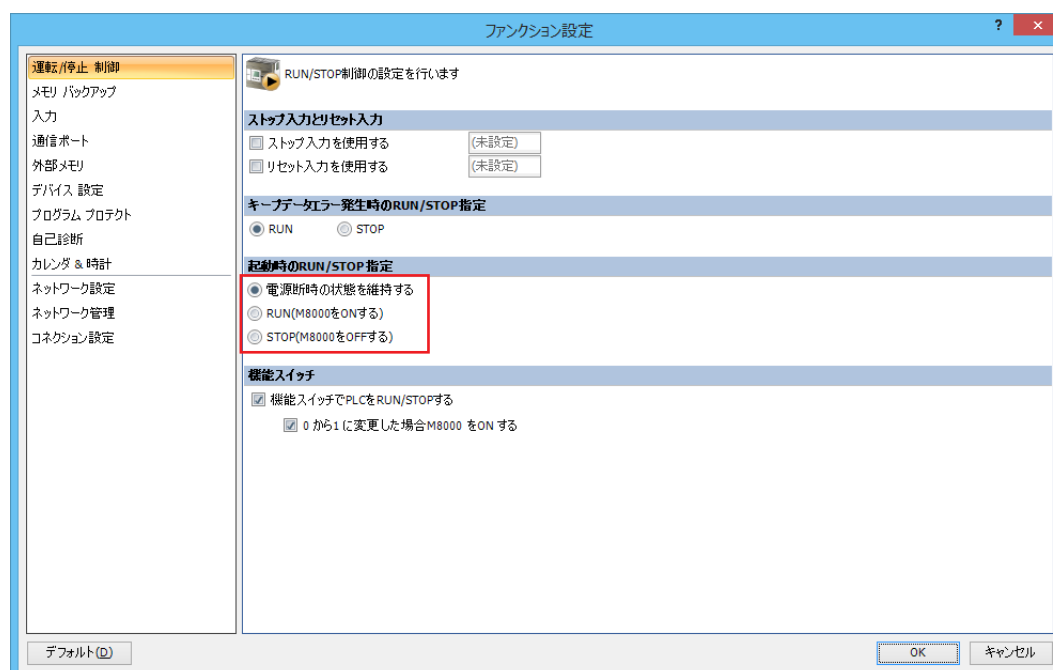 ファンクション設定
? ×
運転/停止 制御
メモリ バックアップ
入力
通信ポート
外部メモリ
デバイス 設定
プログラム プロテクト
自己診断
カレンダ & 時計
ネットワーク設定
ネットワーク管理
コネクション設定
RUN/STOP制御の設定を行います
ストップ入力とリセット入力
ストップ入力を使用する (未設定)
リセット入力を使用する (未設定)
キープデータエラー発生時のRUN/STOP指定
RUN STOP
起動時のRUN/STOP指定
電源断時の状態を維持する
RUN(M8000をONする)
STOP(M8000をOFFする)
機能スイッチ
機能スイッチでPLCをRUN/STOPする
0 から1 に変更した場合M8000 をON する
デフォルト(D) OK キャンセル